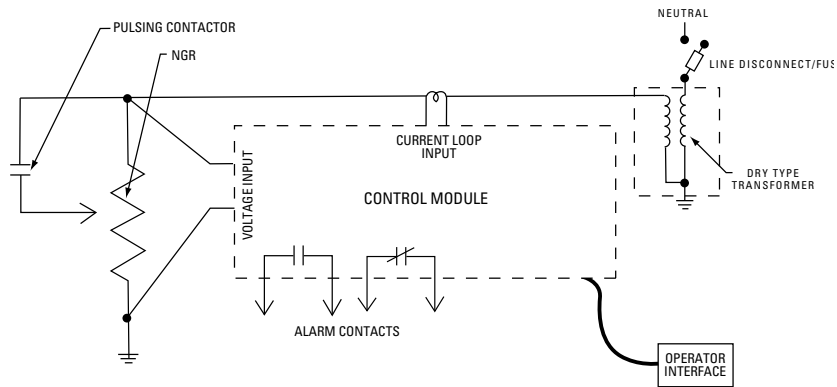 NEUTRAL
PULSING CONTACTOR
NGR
LINE DISCONNECT/FUS
CURRENT LOOP
INPUT
VOLTAGE INPUT
CONTROL MODULE
DRY TYPE
TRANSFORMER
ALARM CONTACTS
OPERATOR
INTERFACE